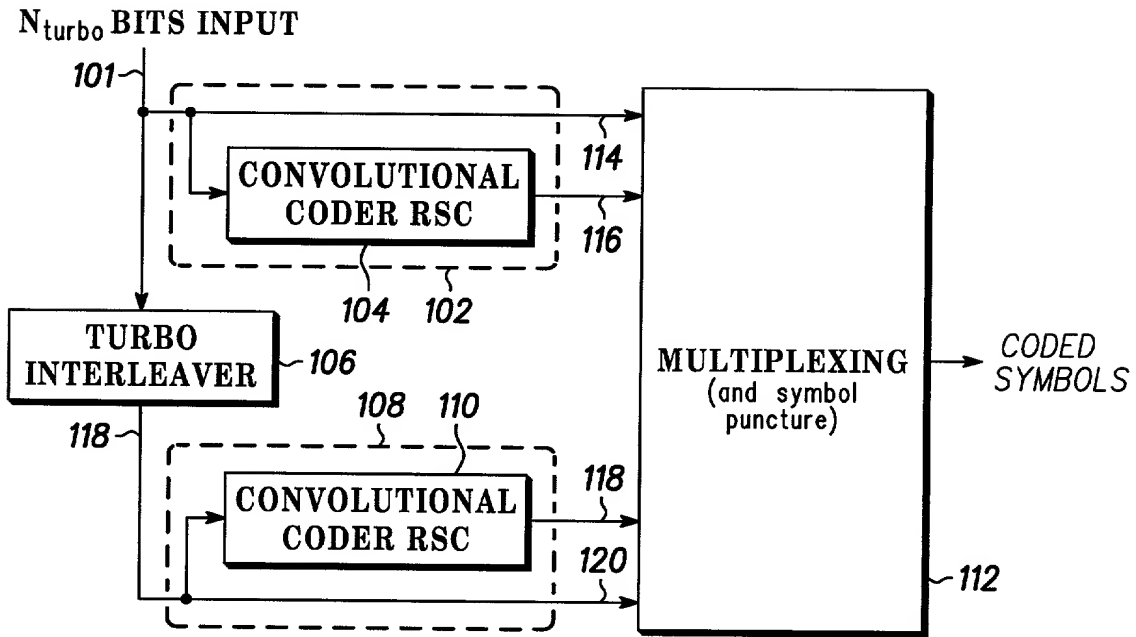 N_turbo BITS INPUT
101
114
CONVOLUTIONAL
CODER RSC
116
104
102
TURBO
INTERLEAVER
106
MULTIPLEXING
(and symbol
puncture)
CODED
SYMBOLS
118
108
110
CONVOLUTIONAL
CODER RSC
118
120
112